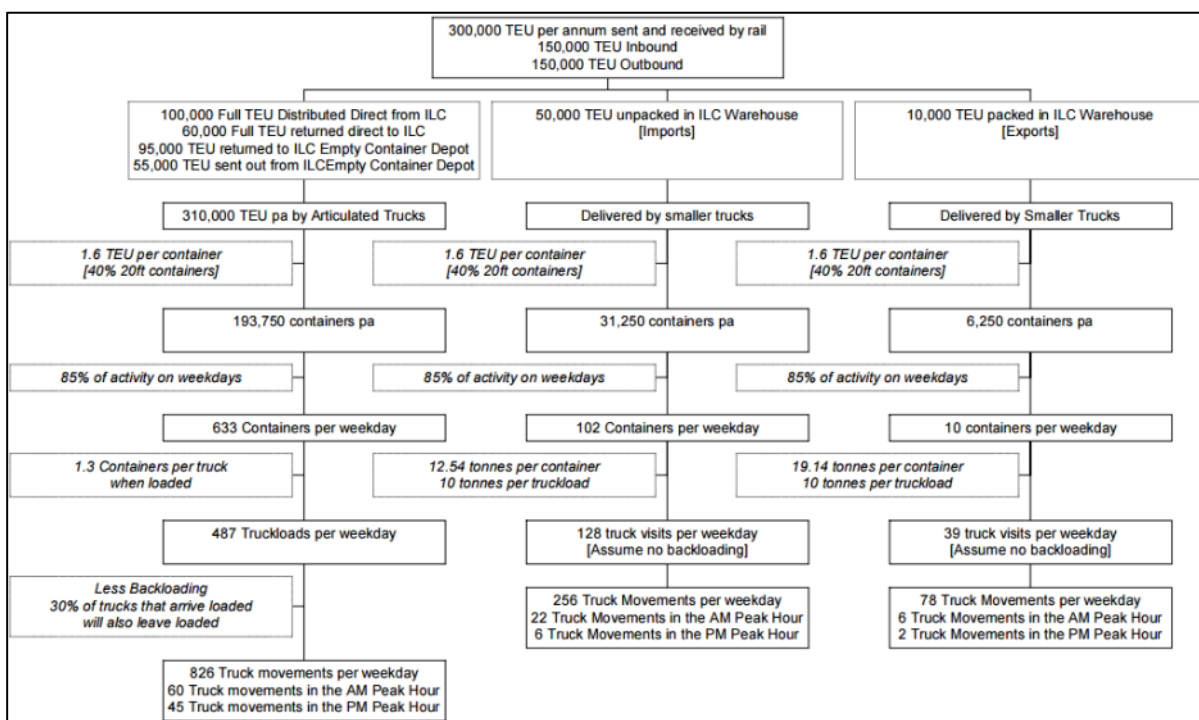 300,000 TEU per annum sent and received by rail
150,000 TEU Inbound
150,000 TEU Outbound
100,000 Full TEU Distributed Direct from ILC
60,000 Full TEU returned direct to ILC
95,000 TEU returned to ILC Empty Container Depot
55,000 TEU sent out from ILCEmpty Container Depot
50,000 TEU unpacked in ILC Warehouse
[Imports]
10,000 TEU packed in ILC Warehouse
[Exports]
310,000 TEU pa by Articulated Trucks
Delivered by smaller trucks
Delivered by Smaller Trucks
1.6 TEU per container
[40% 20ft containers]
1.6 TEU per container
[40% 20ft containers]
1.6 TEU per container
[40% 20ft containers]
193,750 containers pa
31,250 containers pa
6,250 containers pa
85% of activity on weekdays
85% of activity on weekdays
85% of activity on weekdays
633 Containers per weekday
102 Containers per weekday
10 containers per weekday
1.3 Containers per truck
when loaded
12.54 tonnes per container
10 tonnes per truckload
19.14 tonnes per container
10 tonnes per truckload
487 Truckloads per weekday
128 truck visits per weekday
[Assume no backloading]
39 truck visits per weekday
[Assume no backloading]
Less Backloading
30% of trucks that arrive loaded
will also leave loaded
256 Truck Movements per weekday
22 Truck Movements in the AM Peak Hour
6 Truck Movements in the PM Peak Hour
78 Truck Movements per weekday
6 Truck Movements in the AM Peak Hour
2 Truck Movements in the PM Peak Hour
826 Truck movements per weekday
60 Truck movements in the AM Peak Hour
45 Truck movements in the PM Peak Hour